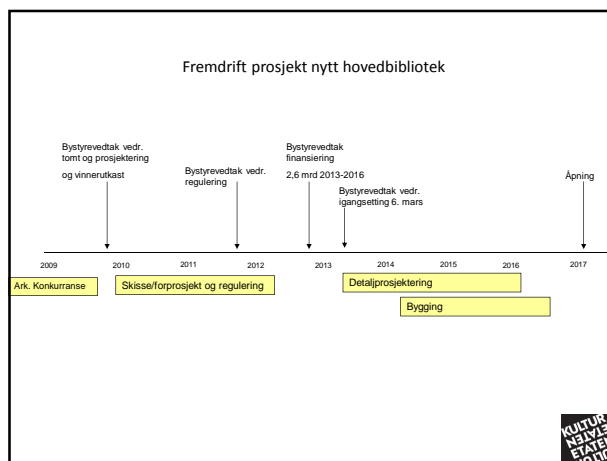 Fremdrift prosjekt nytt hovedbibliotek
Bystyrevedtak vedr.
tomt og prosjektering
og vinnerutkast
Bystyrevedtak vedr.
regulering
Bystyrevedtak
finansiering
2,6 mrd 2013-2016
Bystyrevedtak vedr.
igangsetting 6. mars
Åpning
2009 2010 2011 2012 2013 2014 2015 2016 2017
Ark. Konkurranse
Skisse/forprosjekt og regulering
Detaljprosjektering
Bygging
KULTUR
ETATEN